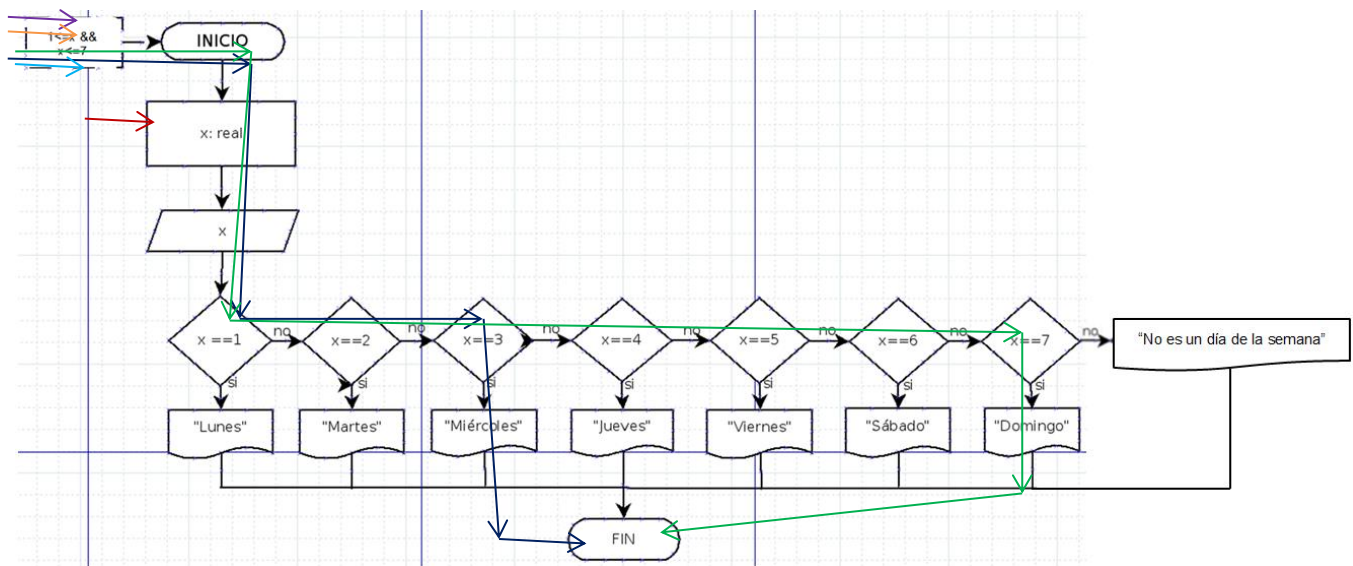 1<=x &&
x<=7
INICIO
x: real
x
x ==1
no
x==2
no
x==3
no
x==4
no
x==5
no
x==6
no
x==7
no
"No es un día de la semana"
si
si
si
si
si
si
si
"Lunes"
"Martes"
"Miércoles"
"Jueves"
"Viernes"
"Sábado"
"Domingo"
FIN